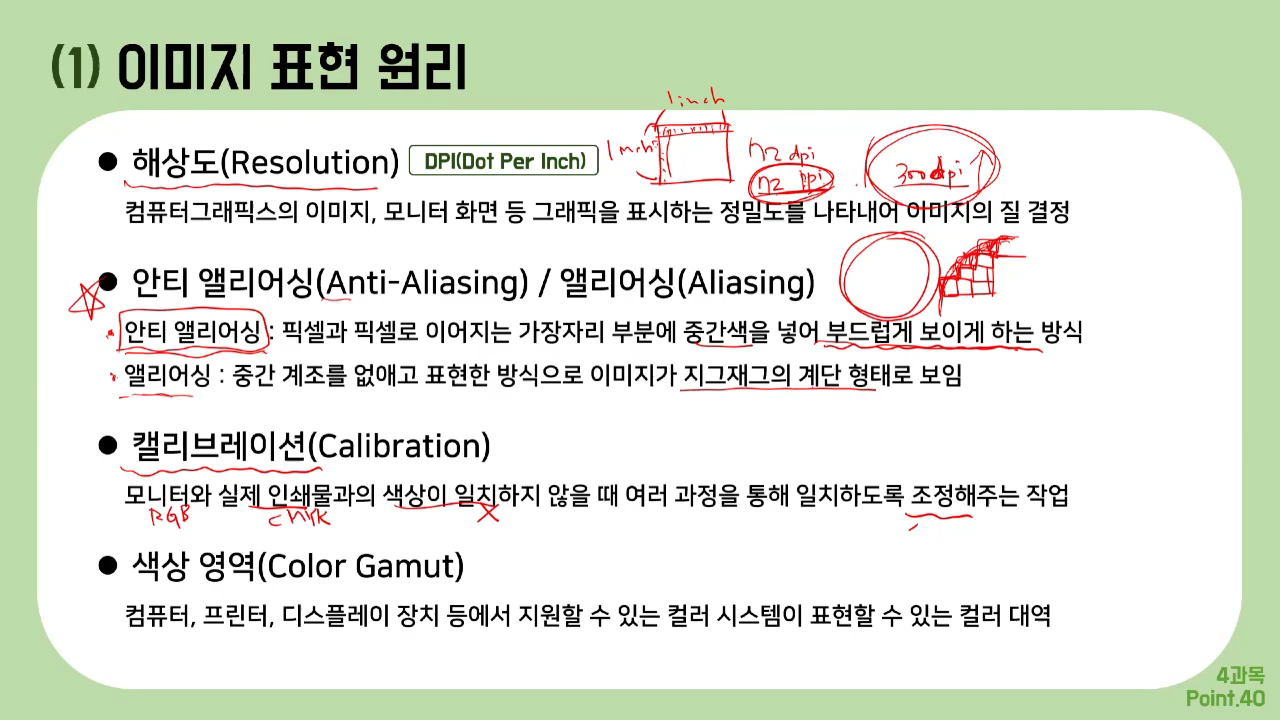 (1) 이미지 표현 원리
1inch
1inch
● 해상도(Resolution) DPI(Dot Per Inch)
72 dpi
72 ppi
300dpi
컴퓨터그래픽스의 이미지, 모니터 화면 등 그래픽을 표시하는 정밀도를 나타내어 이미지의 질 결정
● 안티 앨리어싱(Anti-Aliasing) / 앨리어싱(Aliasing)
안티 앨리어싱 : 픽셀과 픽셀로 이어지는 가장자리 부분에 중간색을 넣어 부드럽게 보이게 하는 방식
앨리어싱 : 중간 계조를 없애고 표현한 방식으로 이미지가 지그재그의 계단 형태로 보임
● 캘리브레이션(Calibration)
모니터와 실제 인쇄물과의 색상이 일치하지 않을 때 여러 과정을 통해 일치하도록 조정해주는 작업
RGB CMYK
● 색상 영역(Color Gamut)
컴퓨터, 프린터, 디스플레이 장치 등에서 지원할 수 있는 컬러 시스템이 표현할 수 있는 컬러 대역
4과목
Point.40